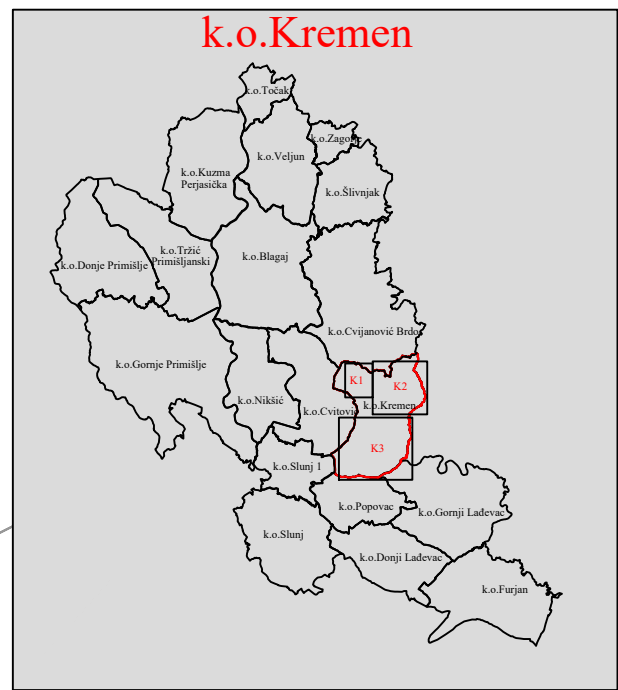 k.o.Kremen
k.o.Točak
k.o.Zagorje
k.o.Veljun
k.o.Kuzma
Perjasička
k.o.Šlivnjak
k.o.Tržić
Primišljanski
k.o.Blagaj
k.o.Donje Primišlje
k.o.Cvijanović Brdo
k.o.Gornje Primišlje
K1
K2
k.o.Nikšić
k.o.Kremen
k.o.Cvitović
K3
k.o.Slunj 1
k.o.Popovac
k.o.Gornji Lađevac
k.o.Slunj
k.o.Donji Lađevac
k.o.Furjan